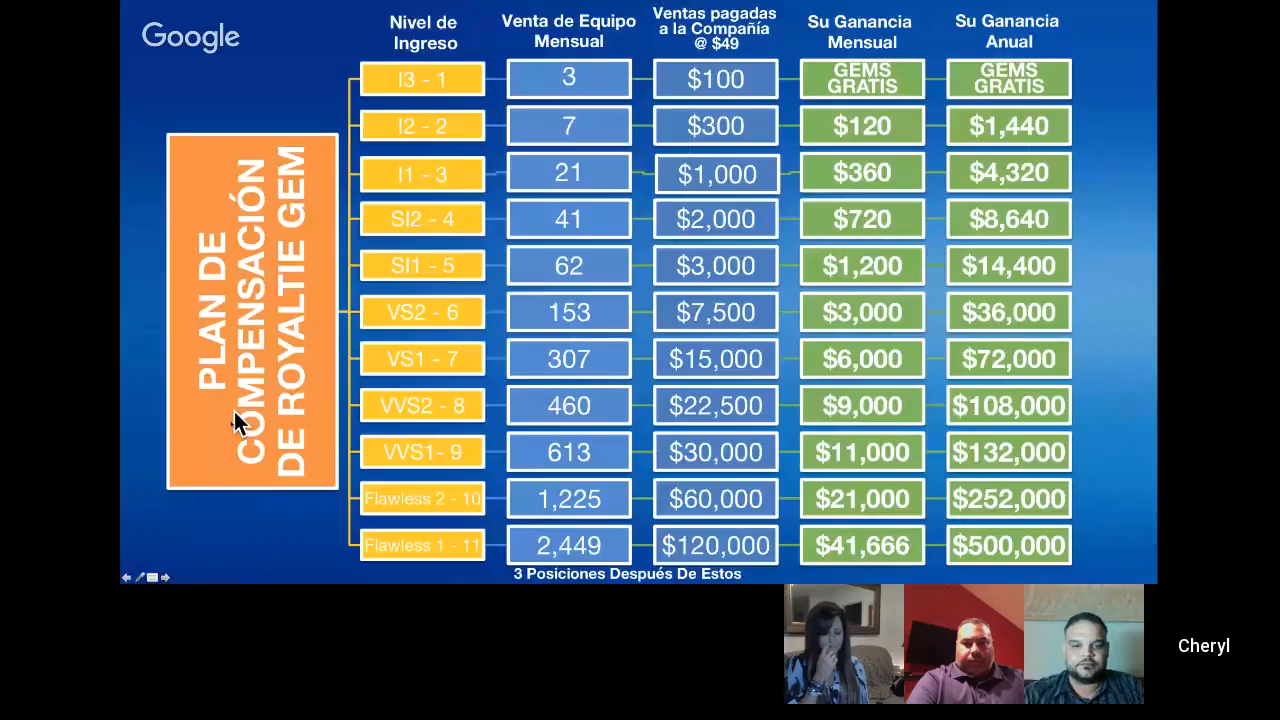 Google
Nivel de
Ingreso
Venta de Equipo
Mensual
Ventas pagadas
a la Compañía
@ $49
Su Ganancia
Mensual
Su Ganancia
Anual
PLAN DE
COMPENSACIÓN
DE ROYALTIE GEM
I3 - 1 3 $100 GEMS GRATIS GEMS GRATIS
I2 - 2 7 $300 $120 $1,440
I1 - 3 21 $1,000 $360 $4,320
SI2 - 4 41 $2,000 $720 $8,640
SI1 - 5 62 $3,000 $1,200 $14,400
VS2 - 6 153 $7,500 $3,000 $36,000
VS1 - 7 307 $15,000 $6,000 $72,000
VVS2 - 8 460 $22,500 $9,000 $108,000
VVS1- 9 613 $30,000 $11,000 $132,000
Flawless 2 - 10 1,225 $60,000 $21,000 $252,000
Flawless 1 - 11 2,449 $120,000 $41,666 $500,000
3 Posiciones Después De Estos
Cheryl